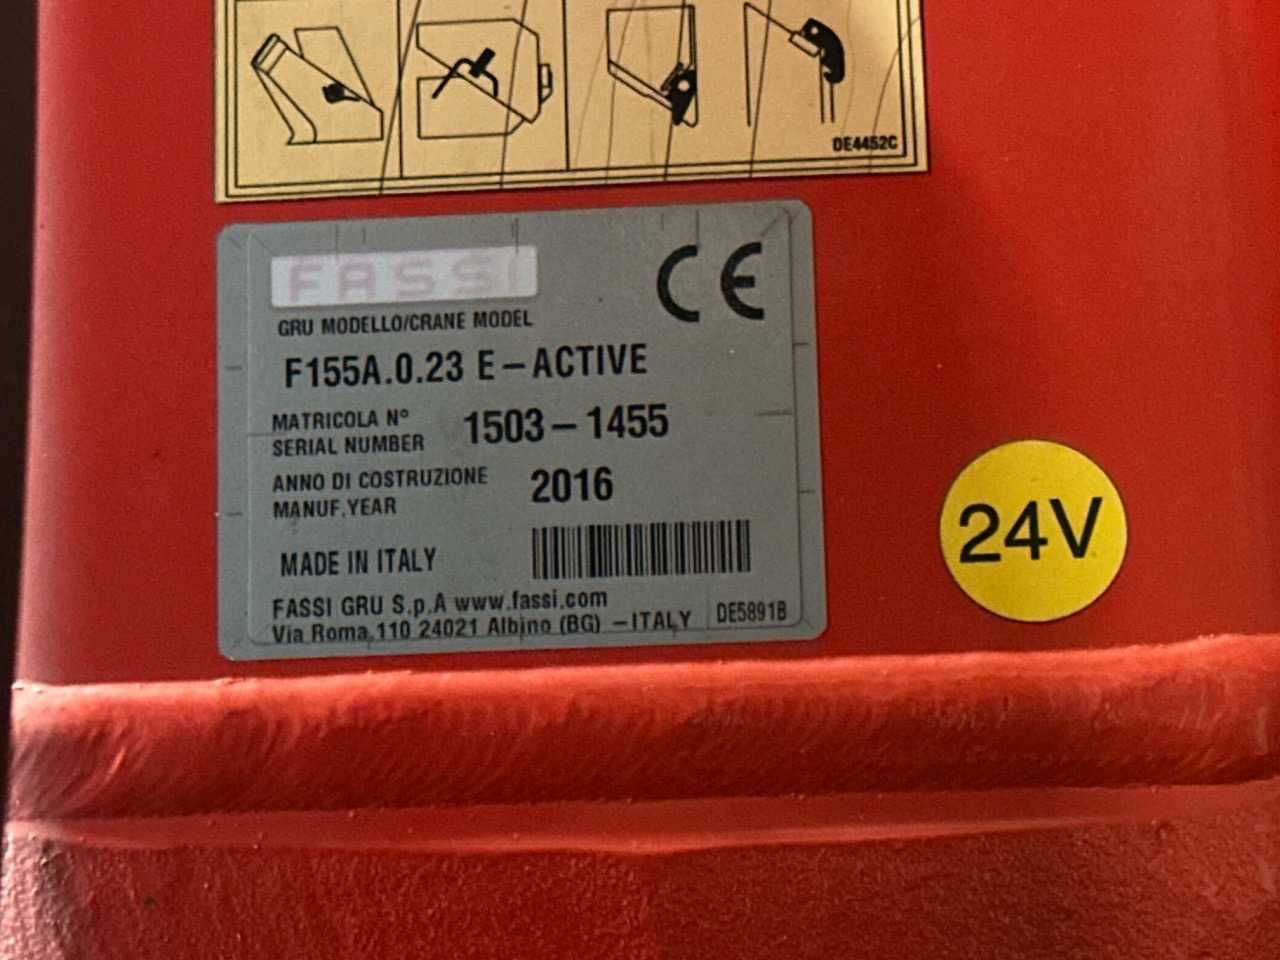 DE4452C
FASSI
CE
GRU MODELLO/CRANE MODEL
F155A.0.23 E-ACTIVE
MATRICOLA N° 1503-1455
SERIAL NUMBER
ANNO DI COSTRUZIONE 2016
MANUF.YEAR
MADE IN ITALY
FASSI GRU S.p.A www.fassi.com
Via Roma,110 24021 Albino (BG) -ITALY DE5891B
24V